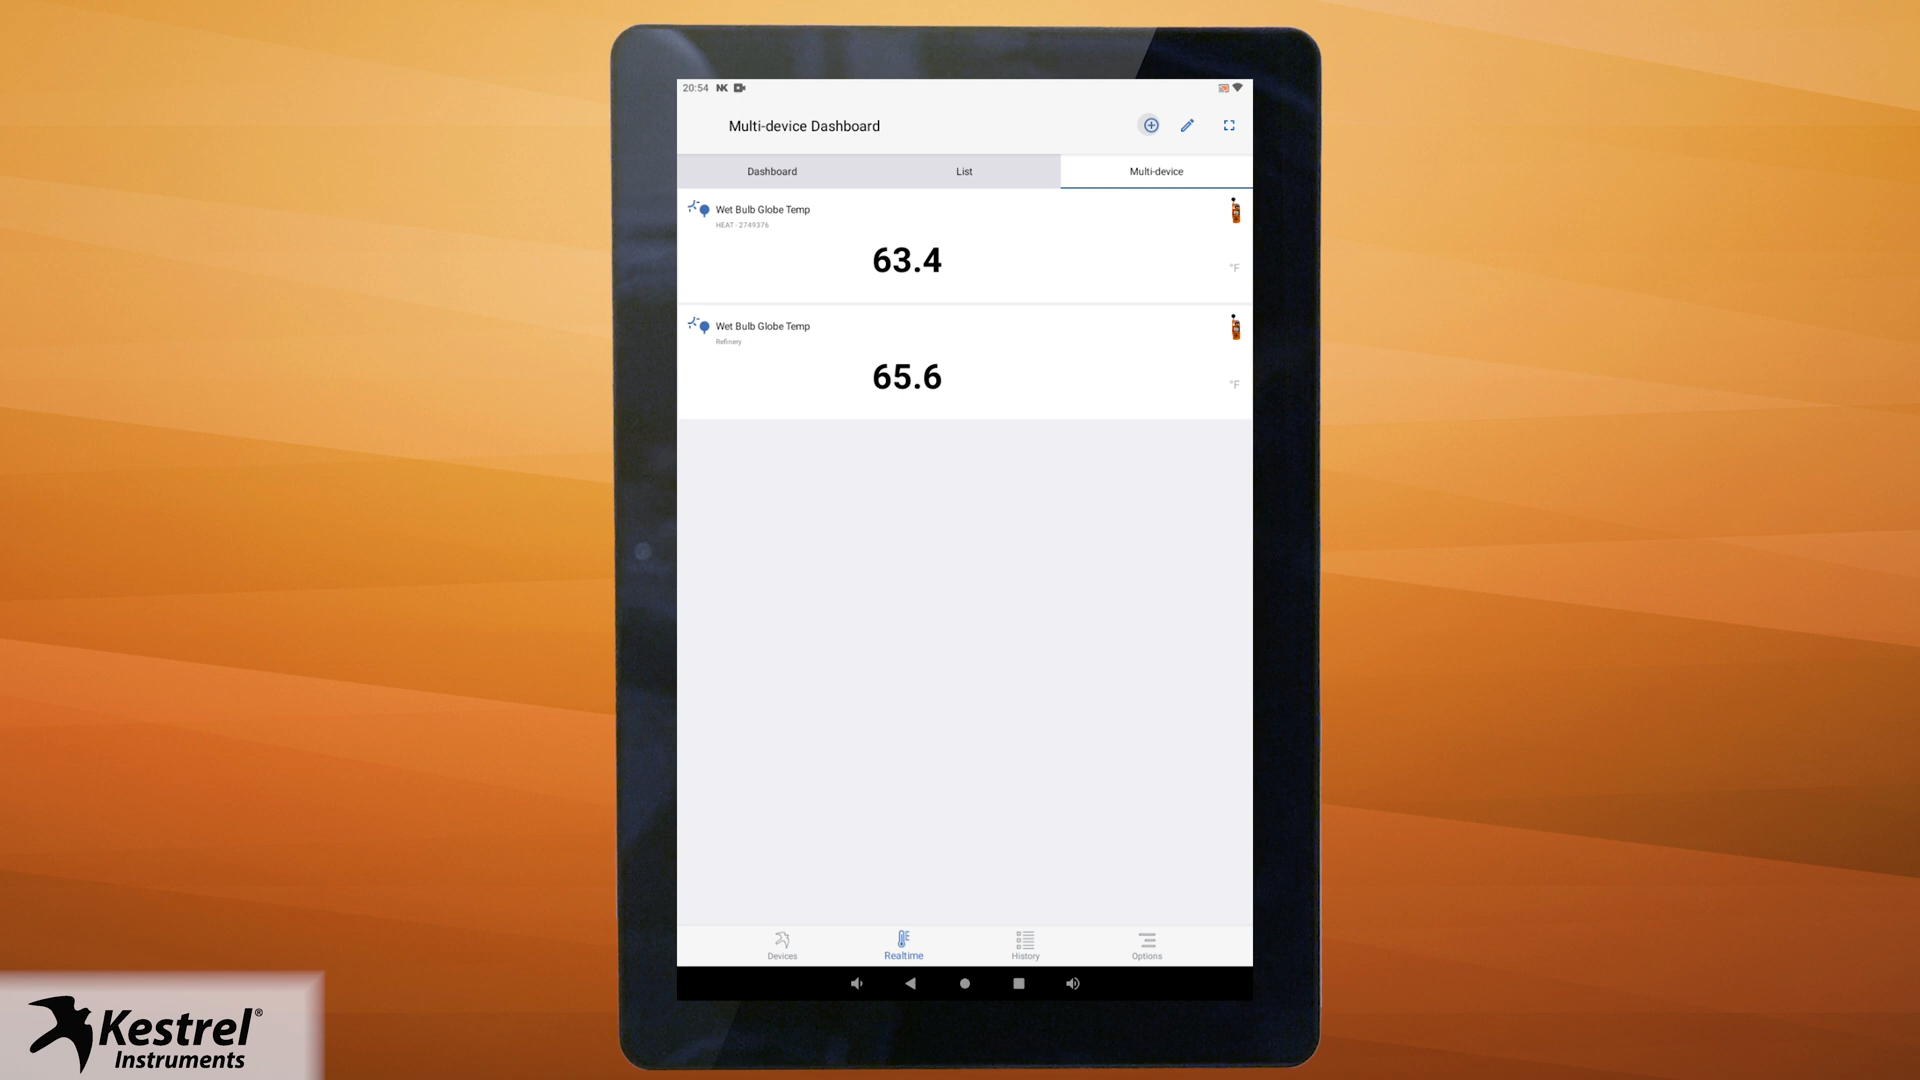 20:54 NK
Multi-device Dashboard
Dashboard
List
Multi-device
Wet Bulb Globe Temp
HEAT - 2749376
63.4
°F
Wet Bulb Globe Temp
Refinery
65.6
°F
Devices
Realtime
History
Options
Kestrel®
Instruments